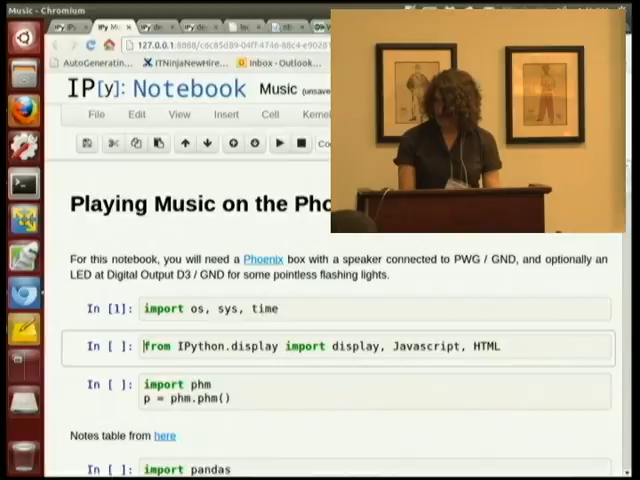 Music - Chromium
IPy Mu
127.0.0.1:8888/c6c85d89-04ff-4746-88c4-e90281
AutoGeneratin...
ITNinjaNewHire...
Inbox - Outlook...
IP[y]: Notebook
Music (unsave
File
Edit
View
Insert
Cell
Kernel
Playing Music on the Pho
For this notebook, you will need a Phoenix box with a speaker connected to PWG / GND, and optionally an
LED at Digital Output D3 / GND for some pointless flashing lights.
In [1]: import os, sys, time
In [ ]: from IPython.display import display, Javascript, HTML
In [ ]: import phm
p = phm.phm()
Notes table from here
In [ ]: import pandas